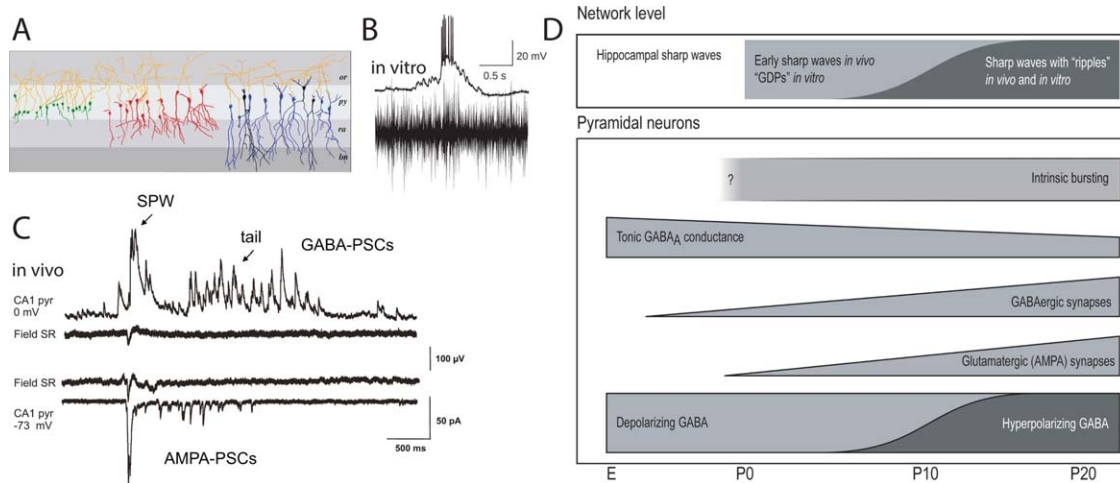 A
or
py
ra
lm
B
in vitro
20 mV
0.5 s
C
SPW
tail
GABA-PSCs
in vivo
CA1 pyr
0 mV
Field SR
100 µV
Field SR
CA1 pyr
-73 mV
50 pA
500 ms
AMPA-PSCs
D
Network level
Hippocampal sharp waves
Early sharp waves in vivo
“GDPs” in vitro
Sharp waves with “ripples”
in vivo and in vitro
Pyramidal neurons
?
Intrinsic bursting
Tonic GABAA conductance
GABAergic synapses
Glutamatergic (AMPA) synapses
Depolarizing GABA
Hyperpolarizing GABA
E P0 P10 P20